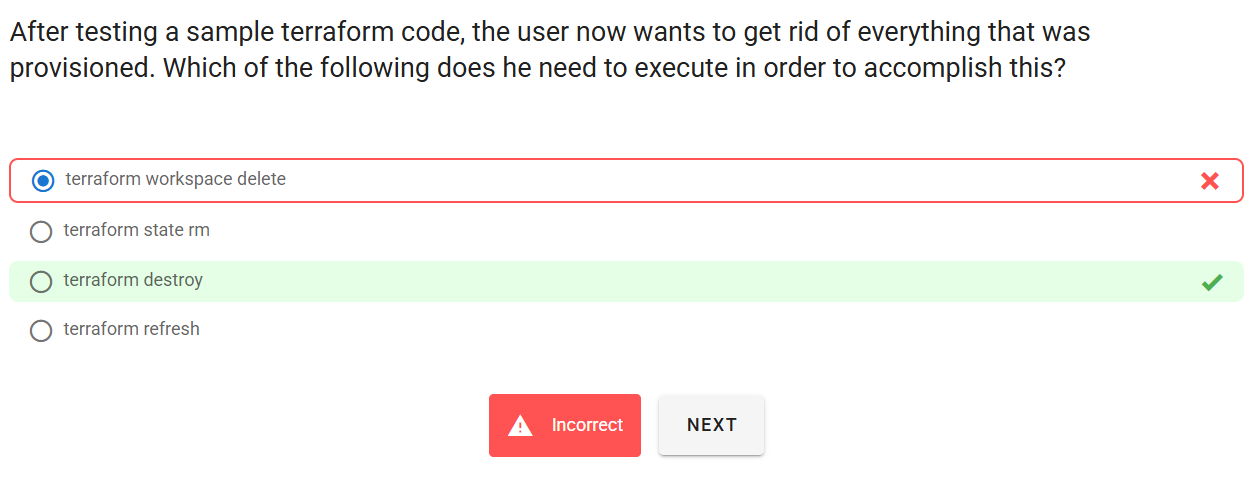 After testing a sample terraform code, the user now wants to get rid of everything that was
provisioned. Which of the following does he need to execute in order to accomplish this?
terraform workspace delete
terraform state rm
terraform destroy
terraform refresh
Incorrect
NEXT